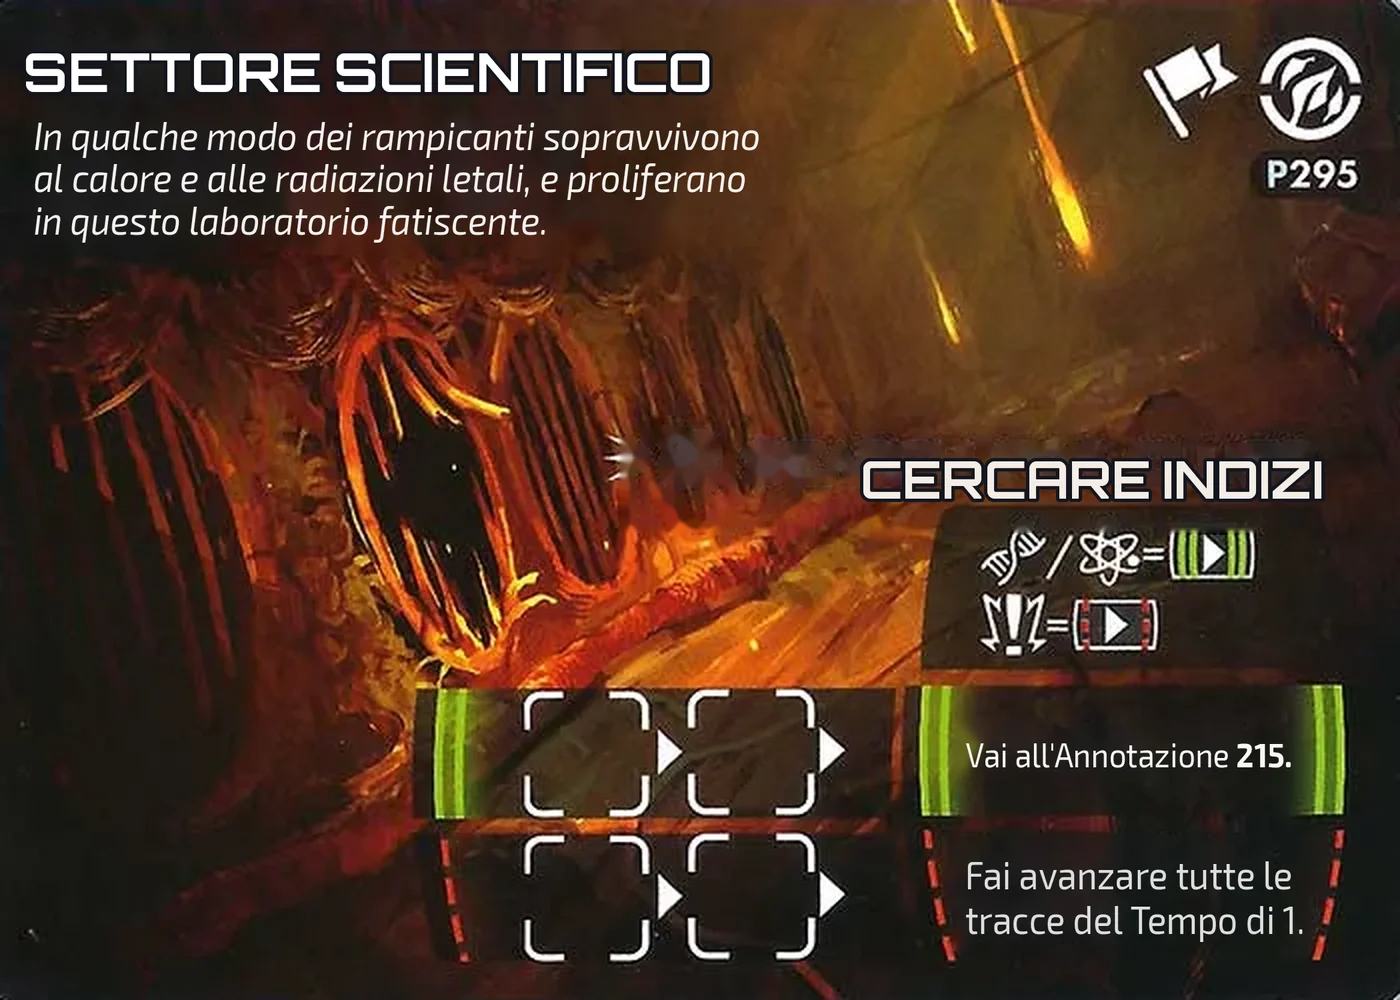 SETTORE SCIENTIFICO
In qualche modo dei rampicanti sopravvivono
al calore e alle radiazioni letali, e proliferano
in questo laboratorio fatiscente.
P295
CERCARE INDIZI
/ =
=
Vai all'Annotazione 215.
Fai avanzare tutte le
tracce del Tempo di 1.